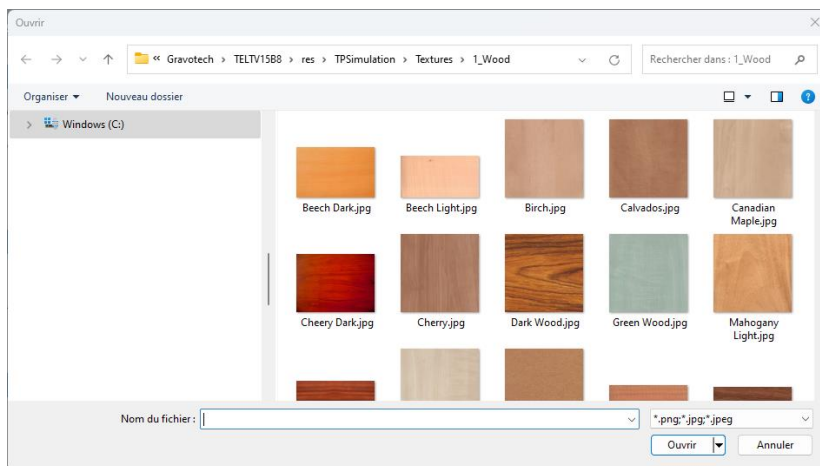 Ouvrir
« Gravotech > TELTV15B8 > res > TPSimulation > Textures > 1_Wood
Rechercher dans : 1_Wood
Organiser
Nouveau dossier
Windows (C:)
Beech Dark.jpg
Beech Light.jpg
Birch.jpg
Calvados.jpg
Canadian
Maple.jpg
Cheery Dark.jpg
Cherry.jpg
Dark Wood.jpg
Green Wood.jpg
Mahogany
Light.jpg
Nom du fichier :
*.png;*.jpg;*.jpeg
Ouvrir
Annuler